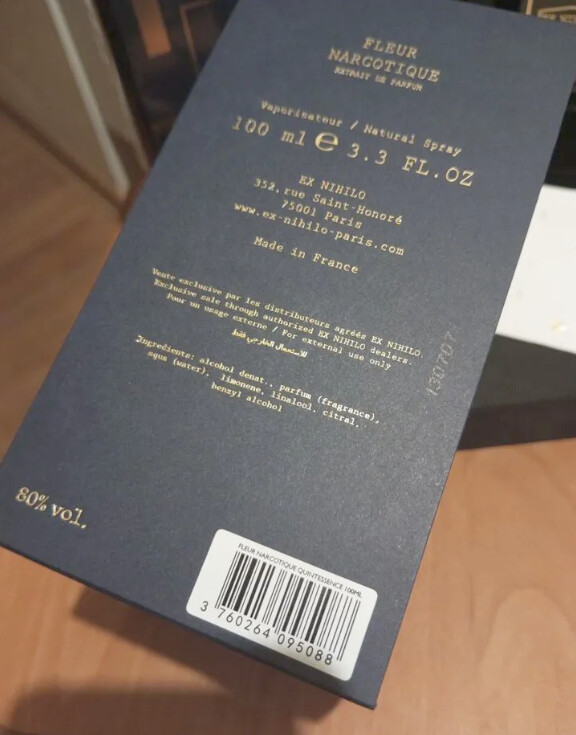 FLEUR
NARCOTIQUE
EXTRAIT DE PARFUM
Vaporisateur / Natural Spray
100 ml ℮ 3.3 FL.OZ
EX NIHILO
352, rue Saint-Honoré
75001 Paris
www.ex-nihilo-paris.com
Made in France
Vente exclusive par les distributeurs agréés EX NIHILO.
Exclusive sale through authorized EX NIHILO dealers.
Pour un usage externe / For external use only
للاستعمال الخارجي فقط
Ingredients: alcohol denat., parfum (fragrance),
aqua (water), limonene, linalool, citral,
benzyl alcohol
130707
80% vol.
FLEUR NARCOTIQUE QUINTESSENCE 100ML
3 760264 095088